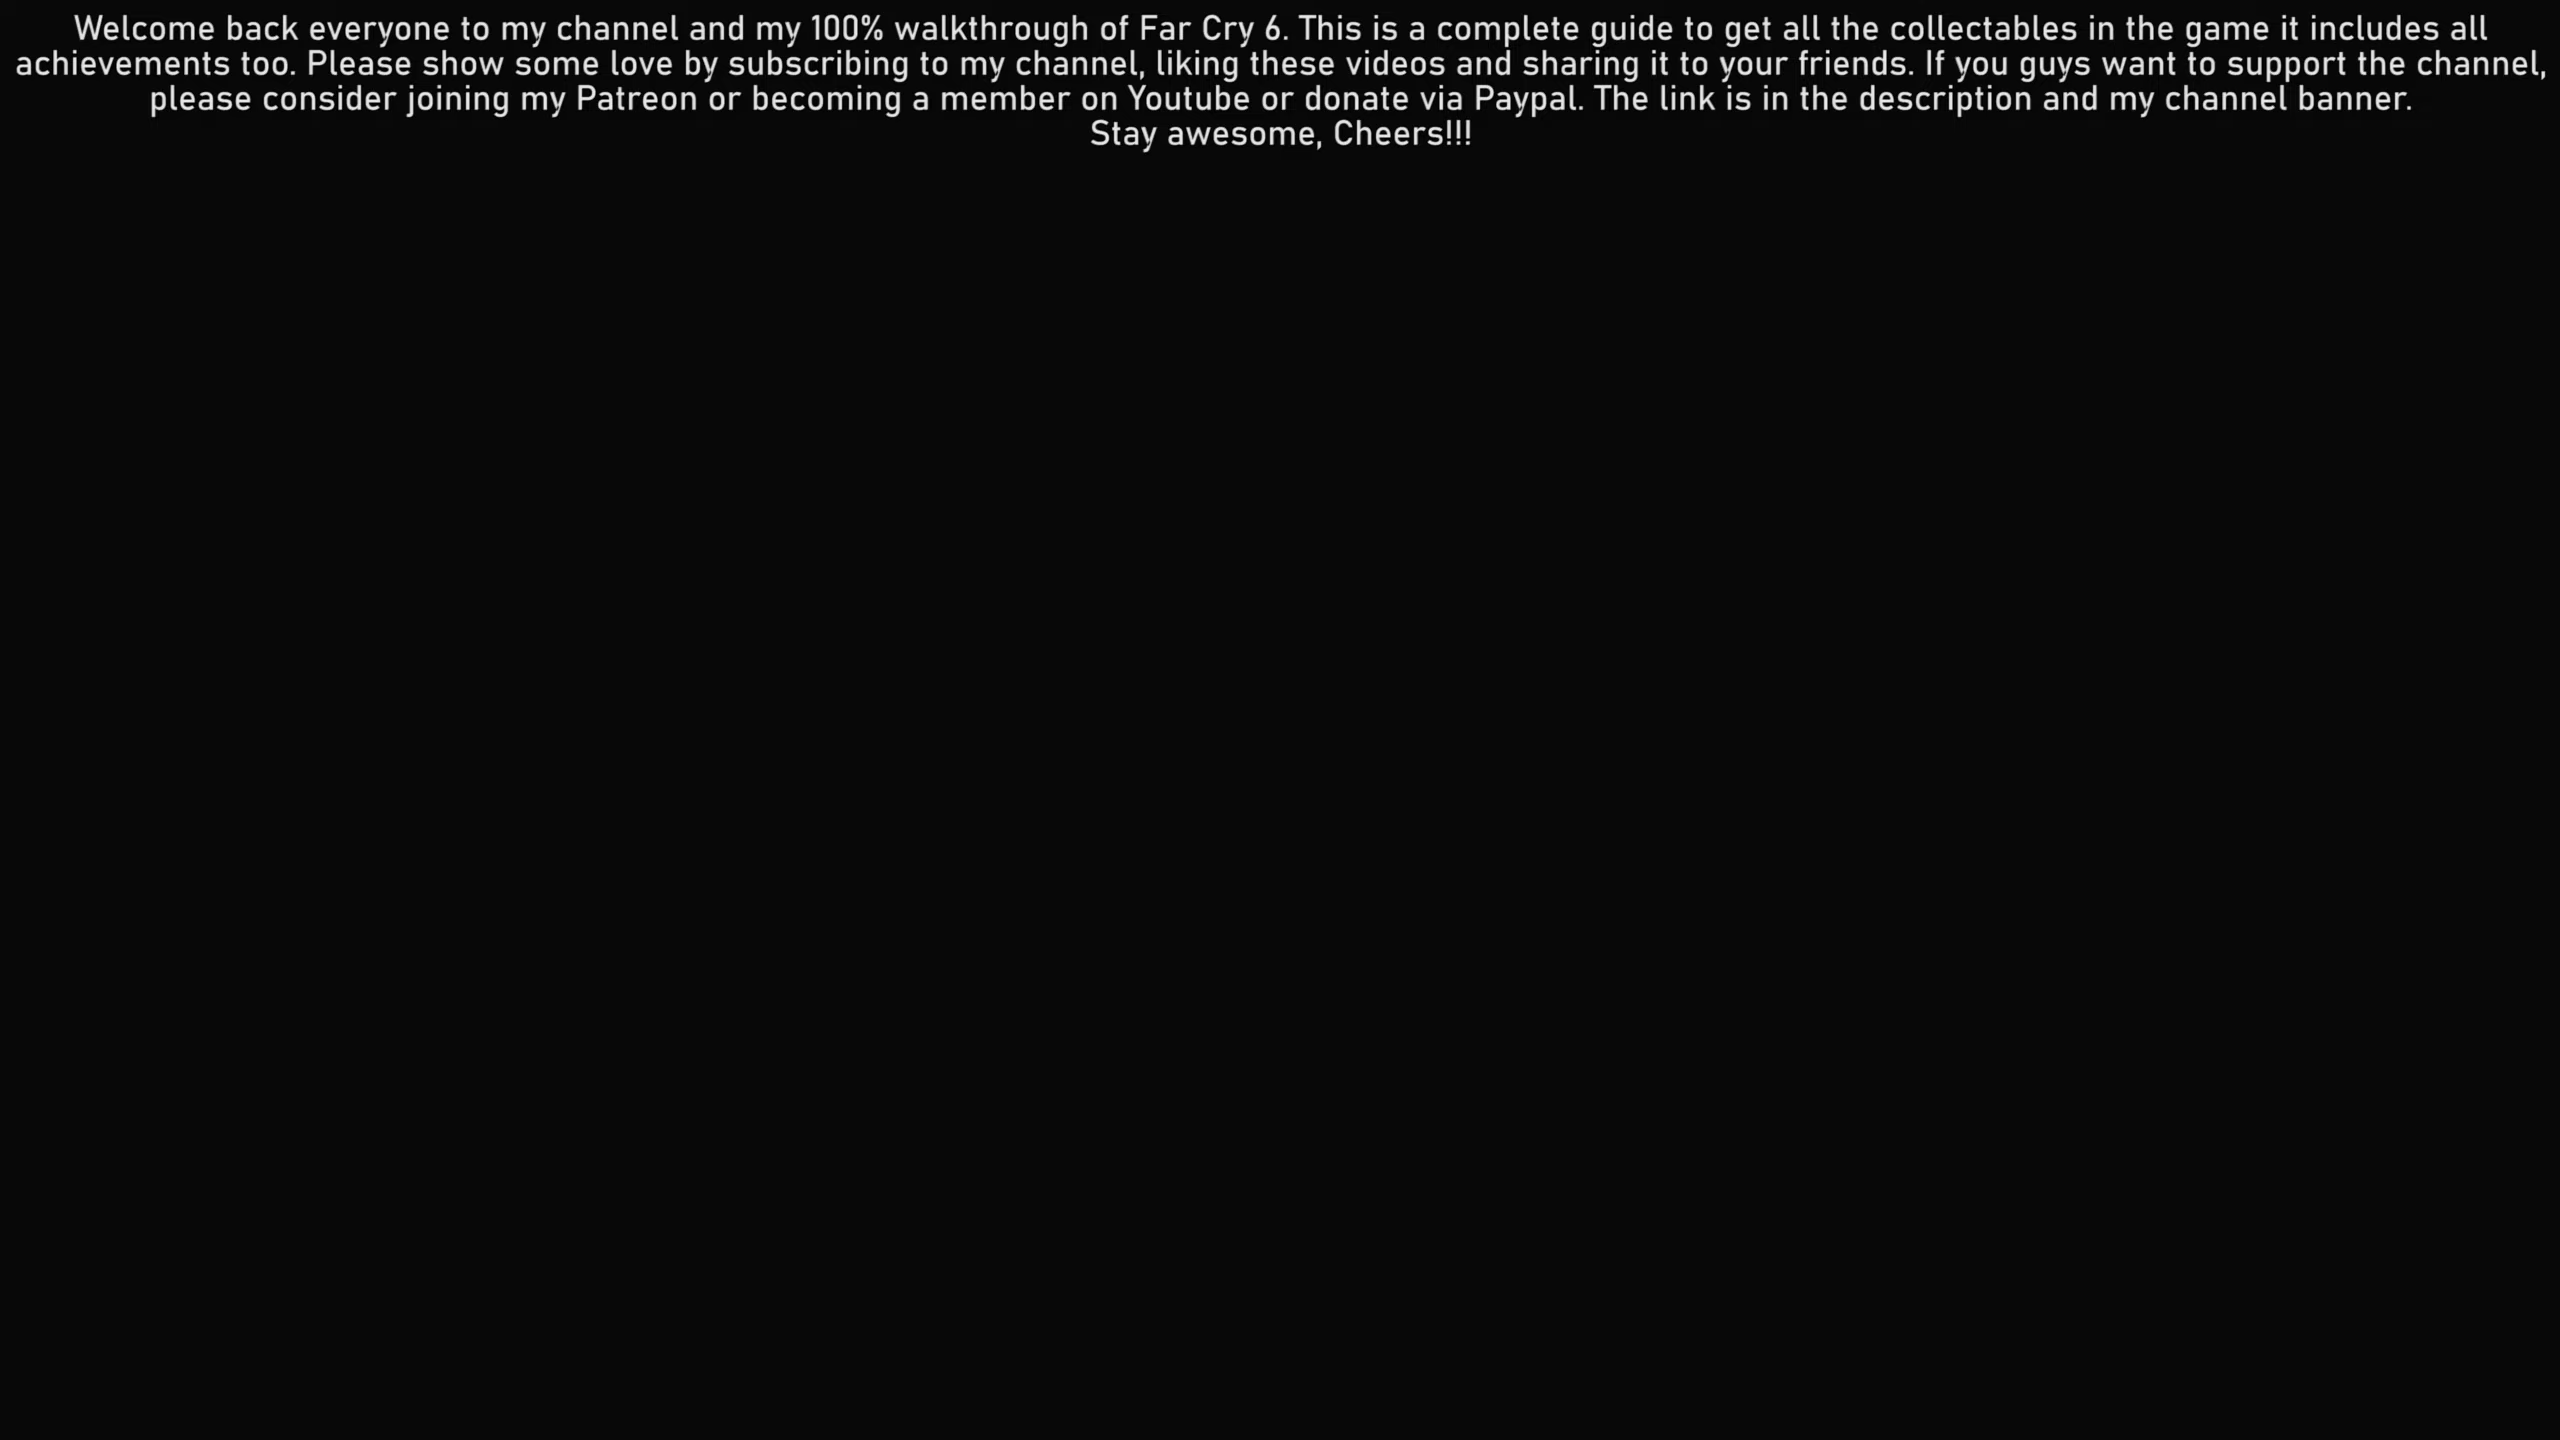 Welcome back everyone to my channel and my 100% walkthrough of Far Cry 6. This is a complete guide to get all the collectables in the game it includes all
achievements too. Please show some love by subscribing to my channel, liking these videos and sharing it to your friends. If you guys want to support the channel,
please consider joining my Patreon or becoming a member on Youtube or donate via Paypal. The link is in the description and my channel banner.
Stay awesome, Cheers!!!